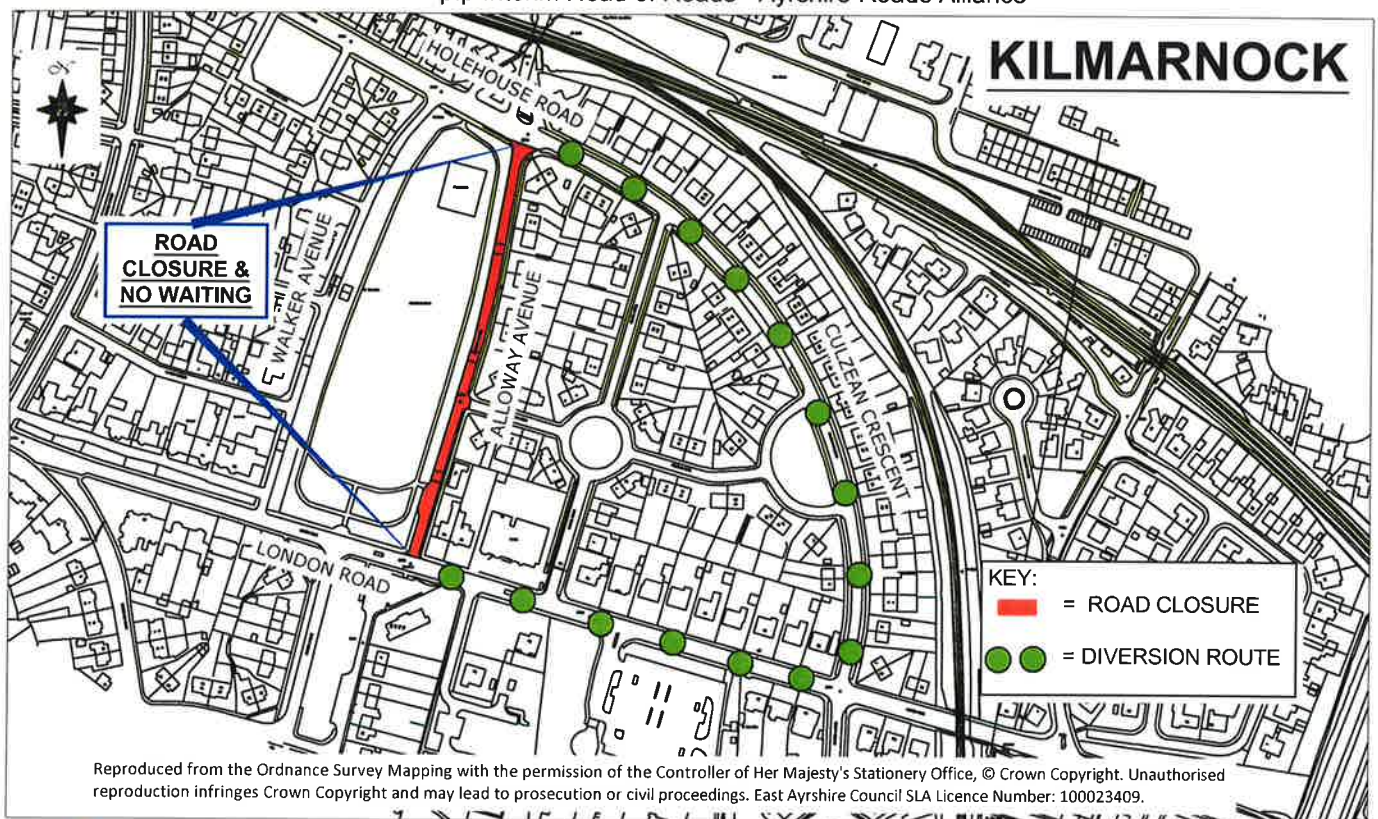 KILMARNOCK
HOLEHOUSE ROAD
ROAD
CLOSURE &
NO WAITING
WALKER AVENUE
ALLOWAY AVENUE
CULZEAN CRESCENT
LONDON ROAD
KEY:
= ROAD CLOSURE
= DIVERSION ROUTE
Reproduced from the Ordnance Survey Mapping with the permission of the Controller of Her Majesty's Stationery Office, © Crown Copyright. Unauthorised
reproduction infringes Crown Copyright and may lead to prosecution or civil proceedings. East Ayrshire Council SLA Licence Number: 100023409.